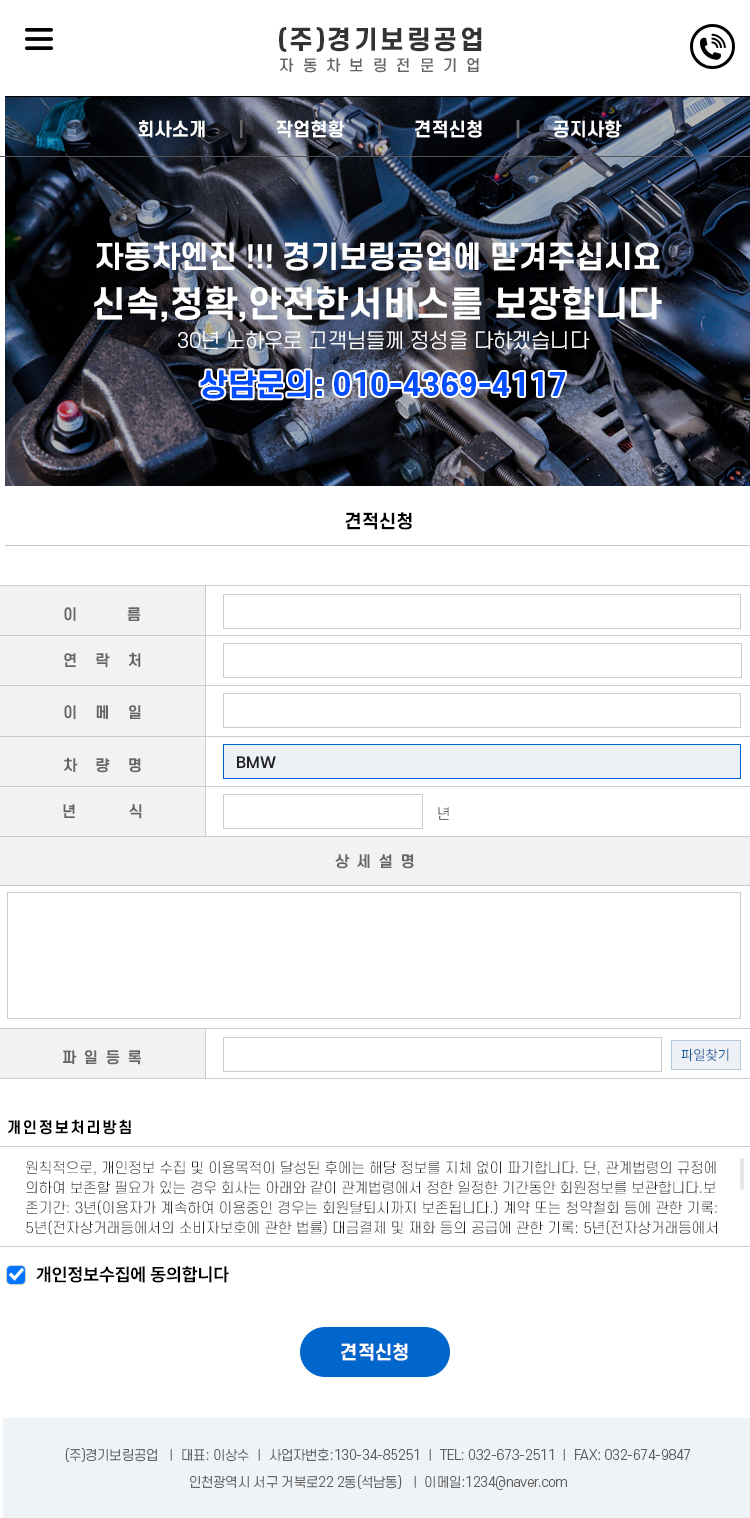 (주)경기보링공업
자동차보링전문기업
회사소개 | 작업현황 | 견적신청 | 공지사항
자동차엔진 !!! 경기보링공업에 맡겨주십시요
신속,정확,안전한서비스를 보장합니다
30년 노하우로 고객님들께 정성을 다하겠습니다
상담문의: 010-4369-4117
견적신청
이 름
연 락 처
이 메 일
차 량 명 BMW
년 식 년
상 세 설 명
파 일 등 록 파일찾기
개인정보처리방침
원칙적으로, 개인정보 수집 및 이용목적이 달성된 후에는 해당 정보를 지체 없이 파기합니다. 단, 관계법령의 규정에
의하여 보존할 필요가 있는 경우 회사는 아래와 같이 관계법령에서 정한 일정한 기간동안 회원정보를 보관합니다.보
존기간: 3년(이용자가 계속하여 이용중인 경우는 회원탈퇴시까지 보존됩니다.) 계약 또는 청약철회 등에 관한 기록:
5년(전자상거래등에서의 소비자보호에 관한 법률) 대금결제 및 재화 등의 공급에 관한 기록: 5년(전자상거래등에서
개인정보수집에 동의합니다
견적신청
(주)경기보링공업 | 대표: 이상수 | 사업자번호:130-34-85251 | TEL: 032-673-2511 | FAX: 032-674-9847
인천광역시 서구 거북로22 2동(석남동) | 이메일:1234@naver.com